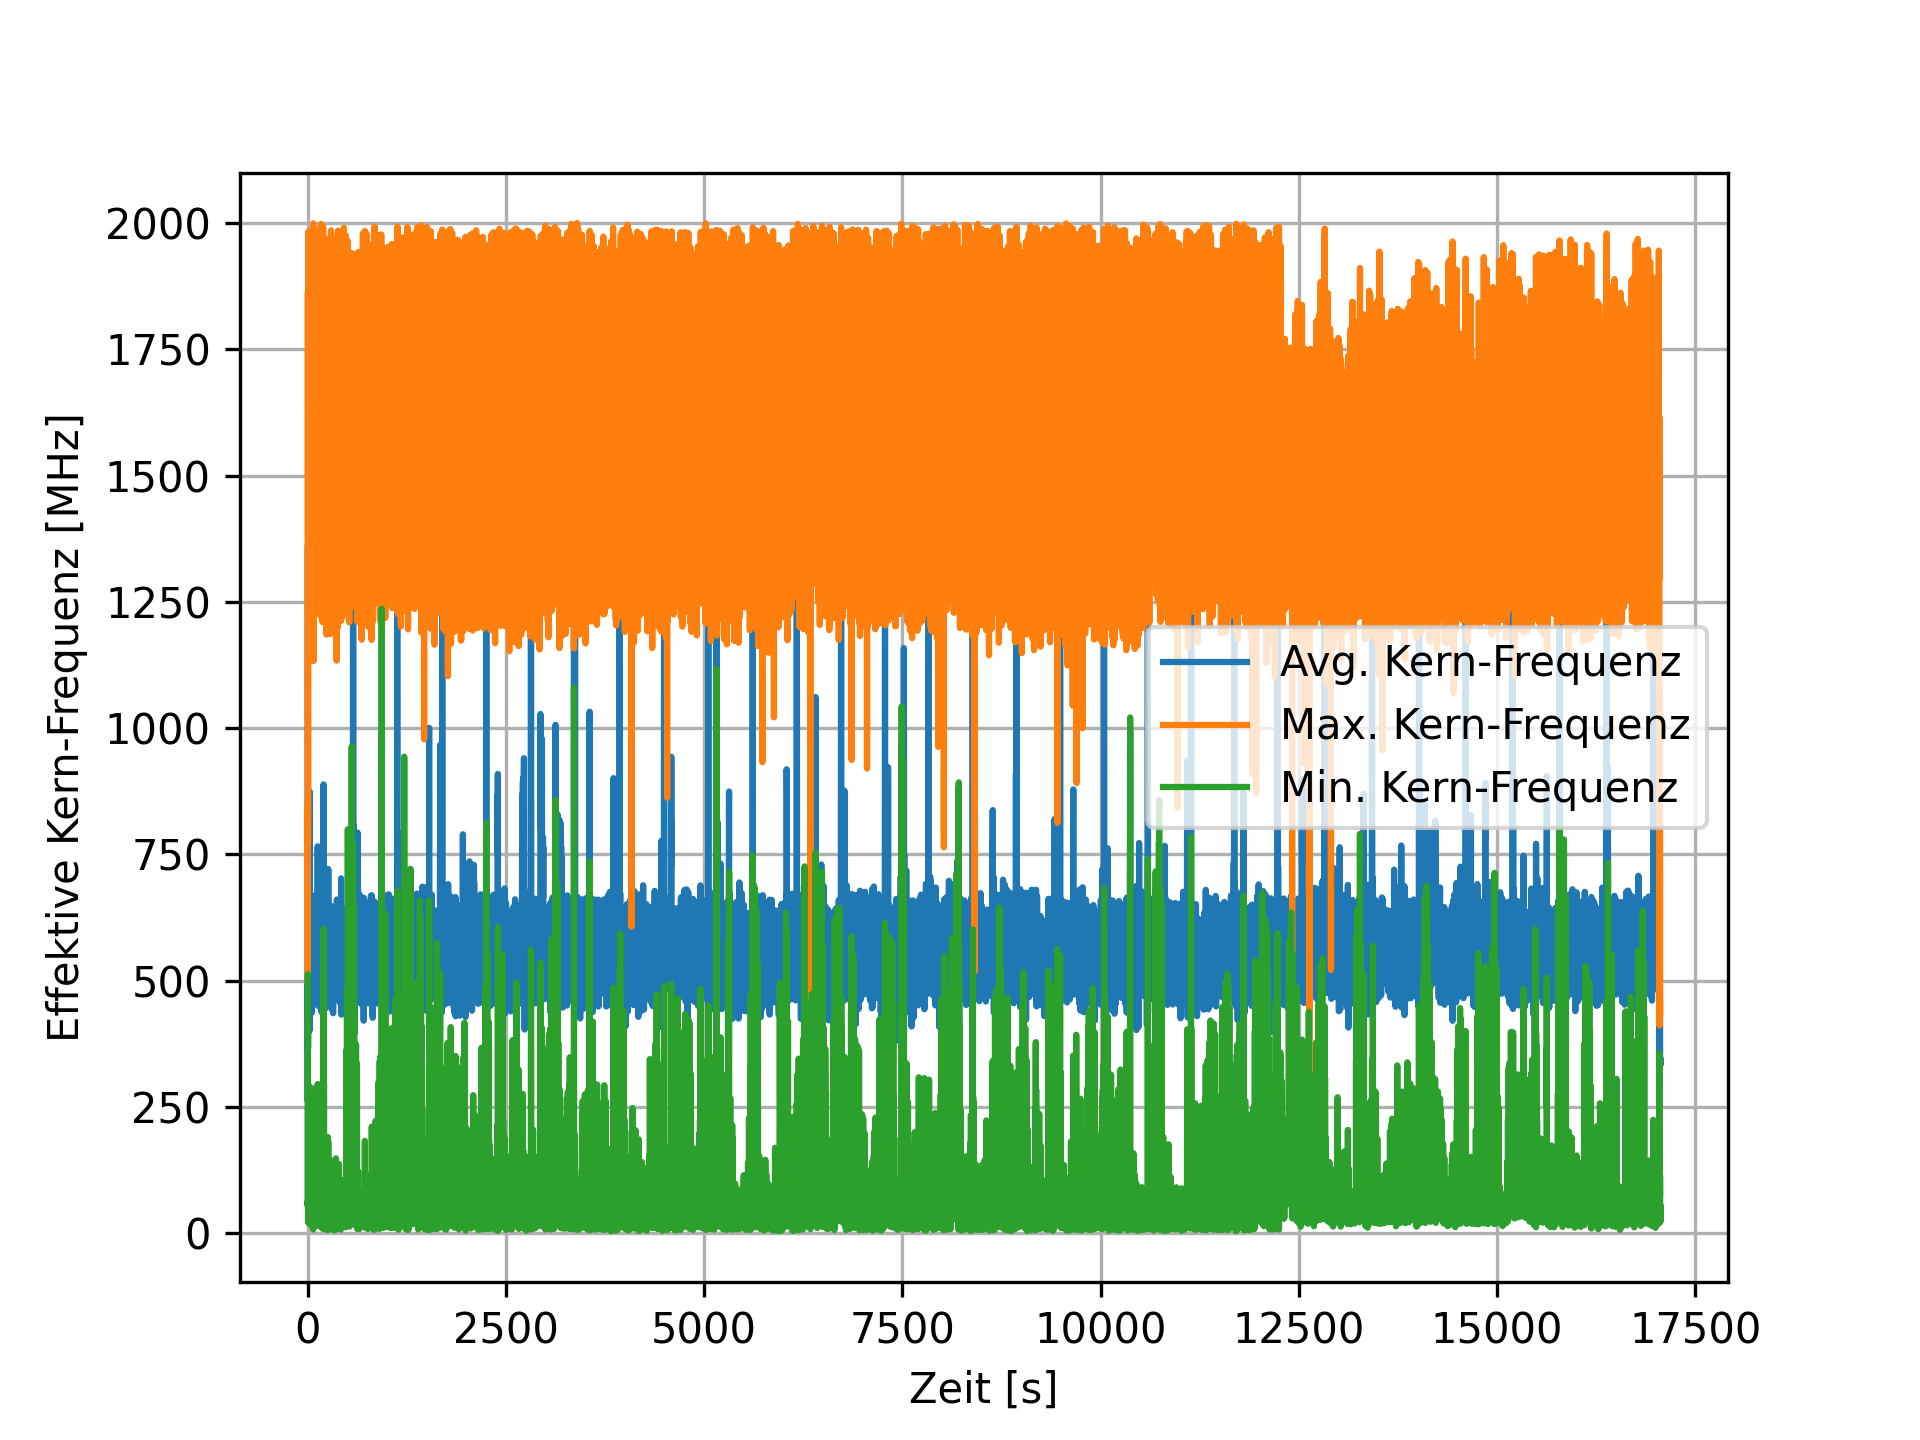 Effektive Kern-Frequenz [MHz]
2000
1750
1500
1250
1000
750
500
250
0
Avg. Kern-Frequenz
Max. Kern-Frequenz
Min. Kern-Frequenz
0 2500 5000 7500 10000 12500 15000 17500
Zeit [s]